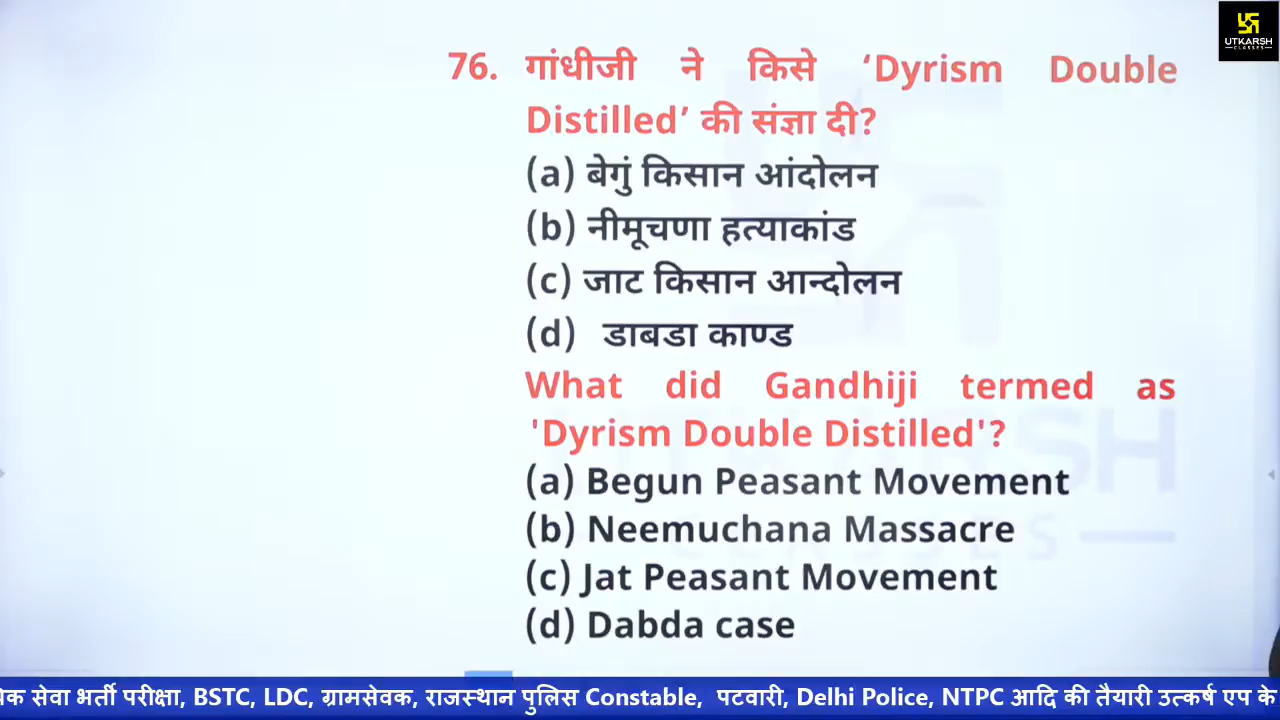 UTKARSH
CLASSES
76. गांधीजी ने किसे ‘Dyrism Double
Distilled’ की संज्ञा दी?
(a) बेगुं किसान आंदोलन
(b) नीमूचणा हत्याकांड
(c) जाट किसान आन्दोलन
(d) डाबडा काण्ड
What did Gandhiji termed as
'Dyrism Double Distilled'?
(a) Begun Peasant Movement
(b) Neemuchana Massacre
(c) Jat Peasant Movement
(d) Dabda case
सेवा भर्ती परीक्षा, BSTC, LDC, ग्रामसेवक, राजस्थान पुलिस Constable, पटवारी, Delhi Police, NTPC आदि की तैयारी उत्कर्ष एप के